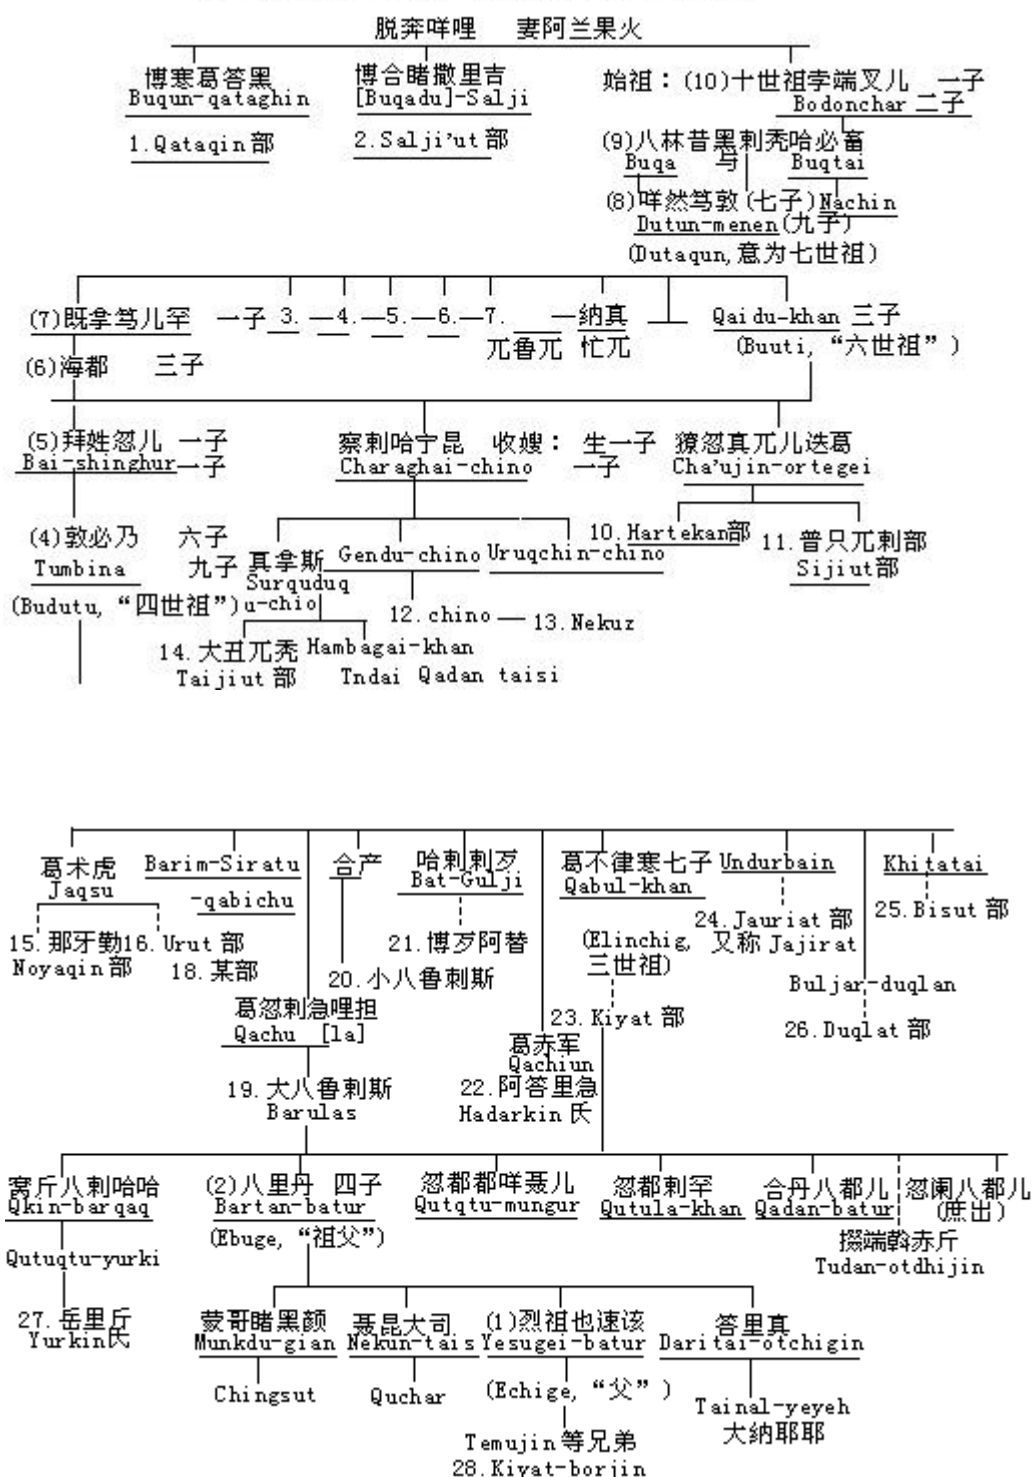 脱奔咩哩 妻阿兰果火
博寒葛答黑
Buqun-qataghin
1.Qataqin部
博合睹撒里吉
[Buqadu]-Salji
2.Salji'ut部
始祖：(10)十世祖孛端叉儿 一子
Bodonchar 二子
(9)八林昔黑剌秃哈必畜
Buqa 与 Buqtai
(8)咩然笃敦(七子)Nachin
Dutun-menen(九子)
(Dutaqun,意为七世祖)
(7)既拿笃儿罕 一子 3. —4. —5. —6. —7. —纳真 Qaidu-khan 三子
兀鲁兀 忙兀 (Buuti,“六世祖”)
(6)海都 三子
(5)拜姓忽儿 一子
Bai-shinghur一子
察剌哈宁昆 收嫂： 生一子
Charaghai-chino 一子
獠忽真兀儿迭葛
Cha'ujin-ortegei
(4)敦必乃 六子
Tumbina 九子
(Budutu,“四世祖”)
真拿斯
Surquduq
u-chio
Gendu-chino
Uruqchin-chino
10.Hartekan部
11.昔只兀剌部
Sijiut部
12.chino — 13.Nekuz
14.大丑兀秃 Hambagai-khan
Taijiut部 Tndai Qadan taisi
葛术虎
Jaqsu
15.那牙勤16.Urut部
Noyaqin部
Barim-Siratu
-qabichu
18.某部
合产
20.小八鲁剌斯
哈剌剌歹
Bat-Gulji
21.博歹阿替
葛不律寒七子
Qabul-khan
(Elinchig,
三世祖)
23.Kiyat部
Undurbain
24.Jauriat部
又称Jajirat
Khitatai
25.Bisut部
Buljar-duqlan
26.Duqlat部
葛忽剌急哩担
Qachu [la]
19.大八鲁剌斯
Barulas
葛赤军
Qachiun
22.阿答里急
Hadarkin氏
窝斤八剌哈哈
Qkin-barqaq
Qutuqtu-yurki
27.岳里斤
Yurkin氏
(2)八里丹 四子
Bartan-batur
(Ebuge,“祖父”)
忽都都咩聂儿
Qutqtu-mungur
忽都剌罕
Qutula-khan
合丹八都儿
Qadan-batur
忽阑八都儿
(庶出)
掇端斡赤斤
Tudan-otdhijin
蒙哥睹黑颜
Munkdu-gian
Chingsut
聂昆大司
Nekun-tais
Quchar
(1)烈祖也速该
Yesugei-batur
(Echige,“父”)
Temujin等兄弟
28.Kiyat-borjin
答里真
Daritai-otchigin
Tainal-yeyeh
大纳耶耶